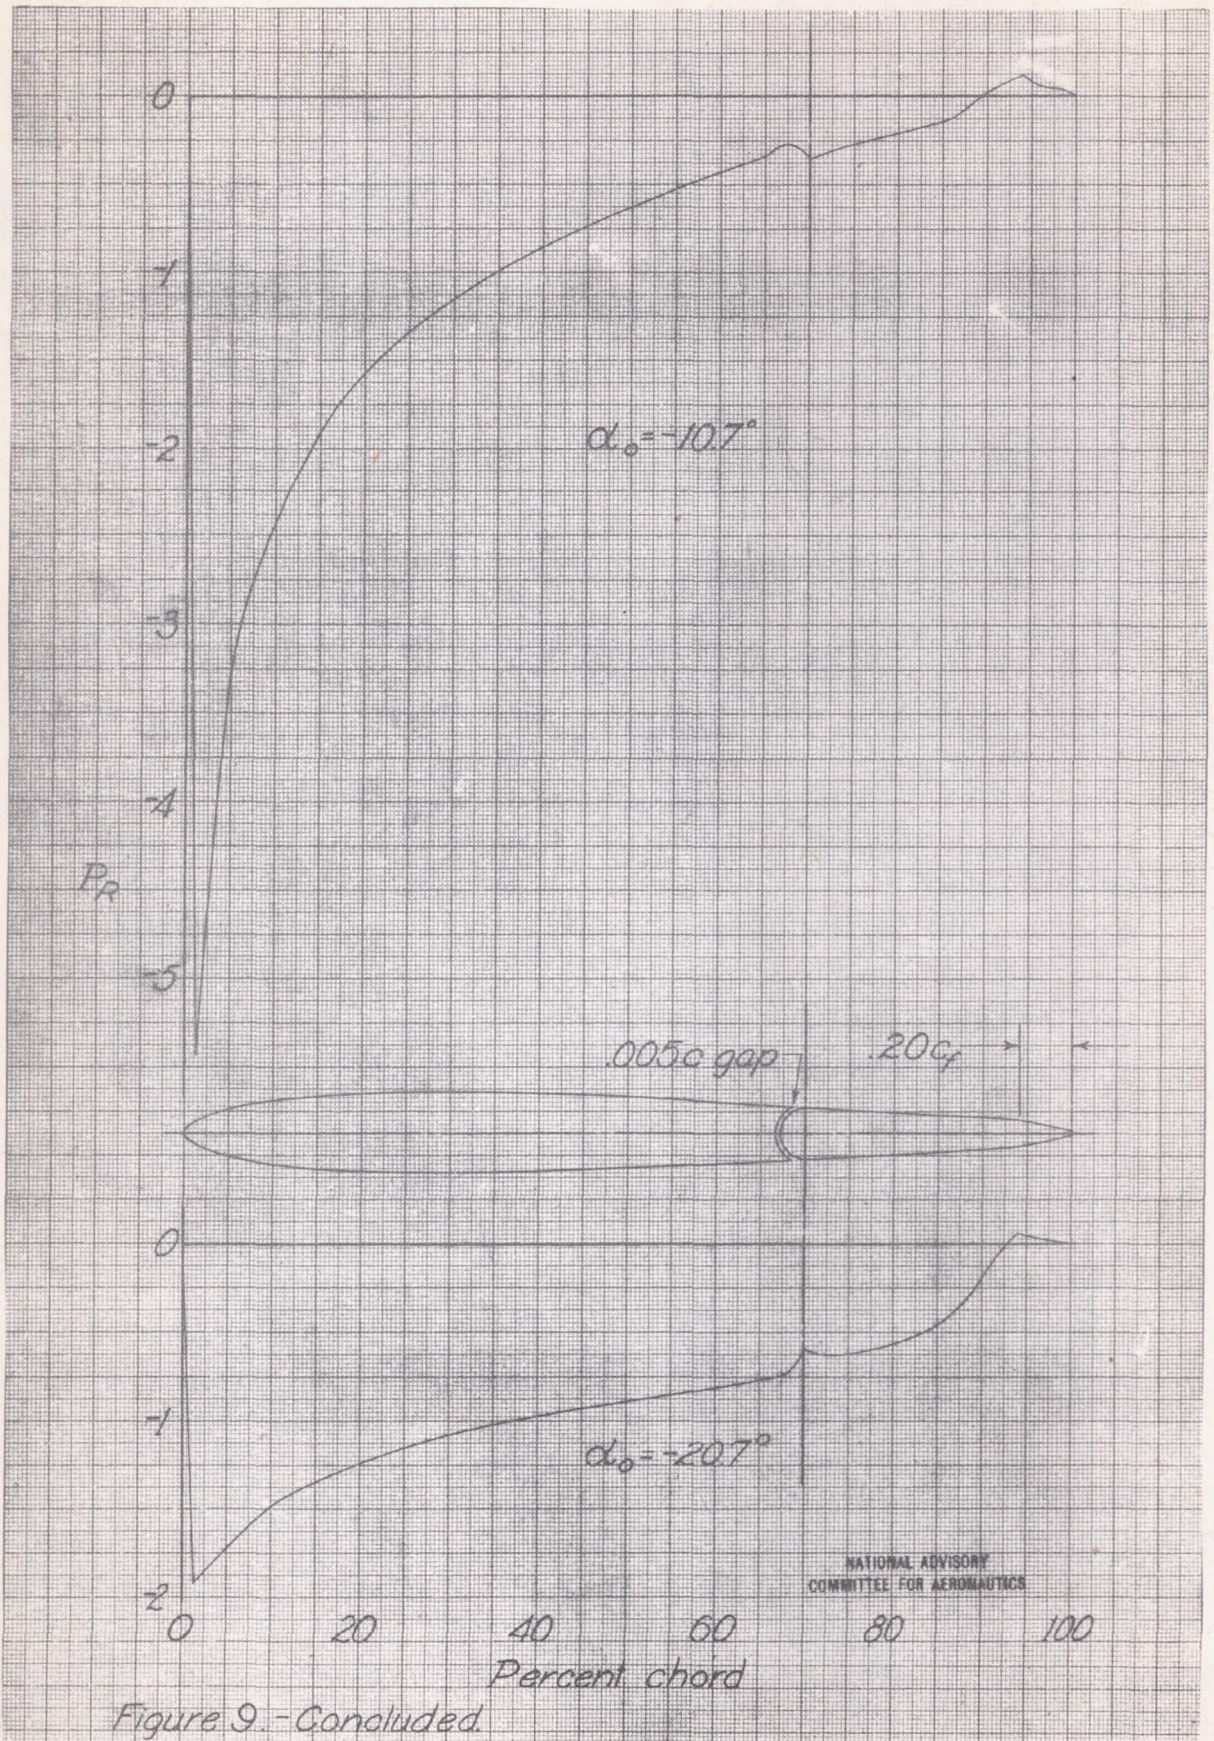 0
-1
α₀=-10.7°
-2
-3
-4
P_R
-5
.005c gap
.20c_f
0
-1
α₀=-20.7°
NATIONAL ADVISORY
COMMITTEE FOR AERONAUTICS
-2
0 20 40 60 80 100
Percent chord
Figure 9.-Concluded.